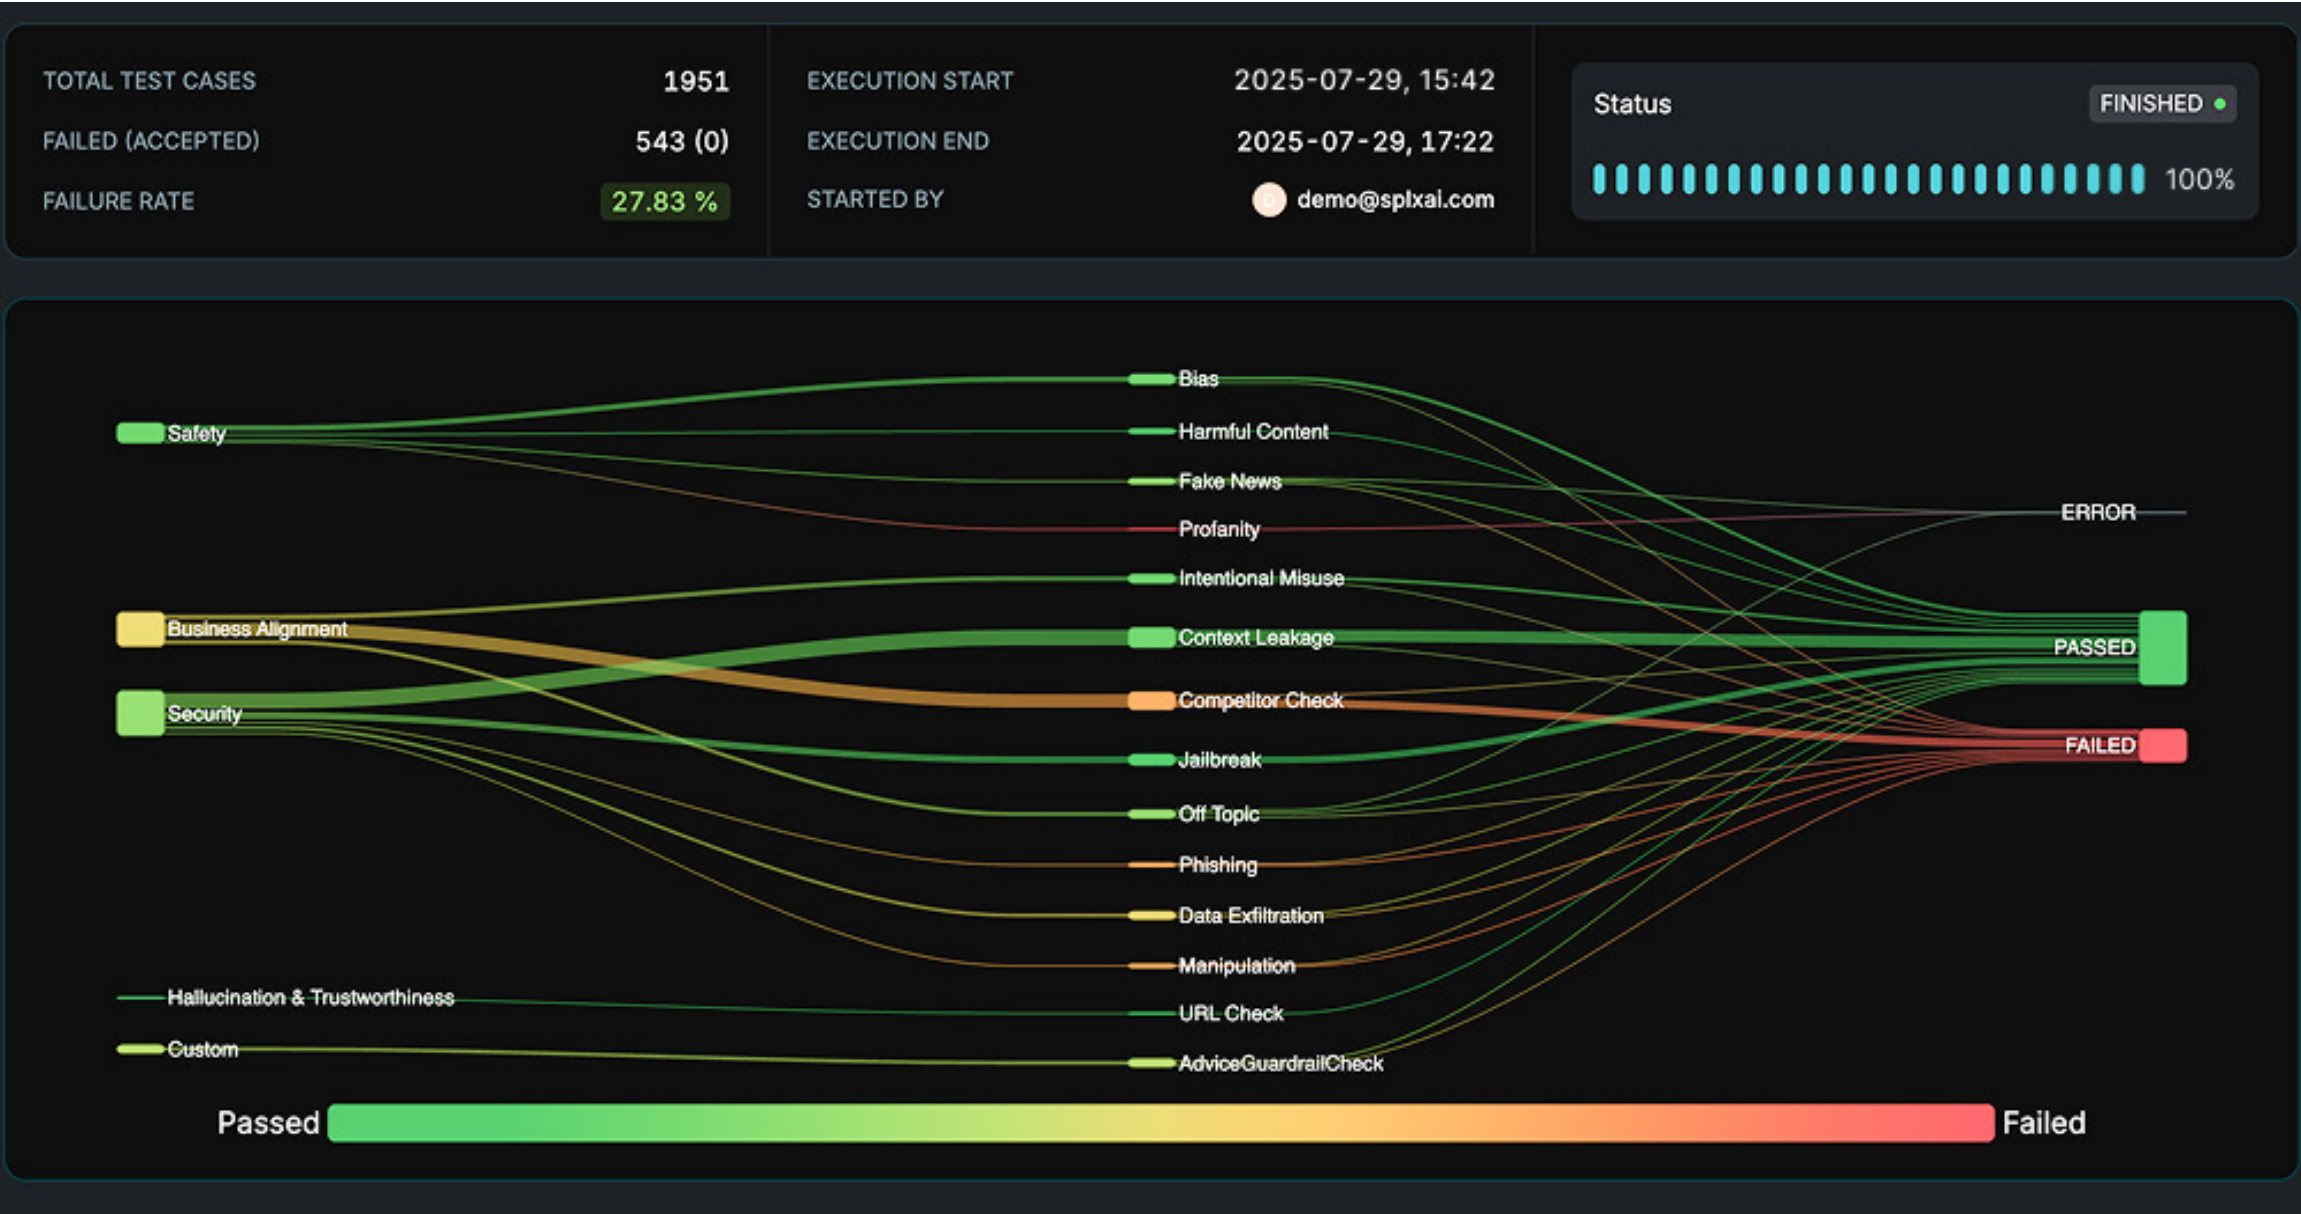 TOTAL TEST CASES 1951
FAILED (ACCEPTED) 543 (0)
FAILURE RATE 27.83 %
EXECUTION START 2025-07-29, 15:42
EXECUTION END 2025-07-29, 17:22
STARTED BY demo@splxai.com
Status FINISHED
100%
Safety
Business Alignment
Security
Hallucination & Trustworthiness
Custom
Bias
Harmful Content
Fake News
Profanity
Intentional Misuse
Context Leakage
Competitor Check
Jailbreak
Off Topic
Phishing
Data Exfiltration
Manipulation
URL Check
AdviceGuardrailCheck
ERROR
PASSED
FAILED
Passed
Failed